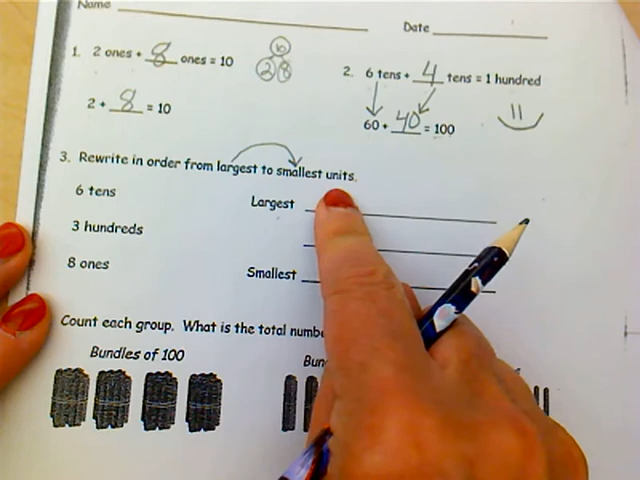 Name
Date
1. 2 ones + 8 ones = 10
10
2 8
2 + 8 = 10
2. 6 tens + 4 tens = 1 hundred
60 + 40 = 100
3. Rewrite in order from largest to smallest units.
6 tens
Largest
3 hundreds
8 ones
Smallest
Count each group. What is the total
Bundles of 100